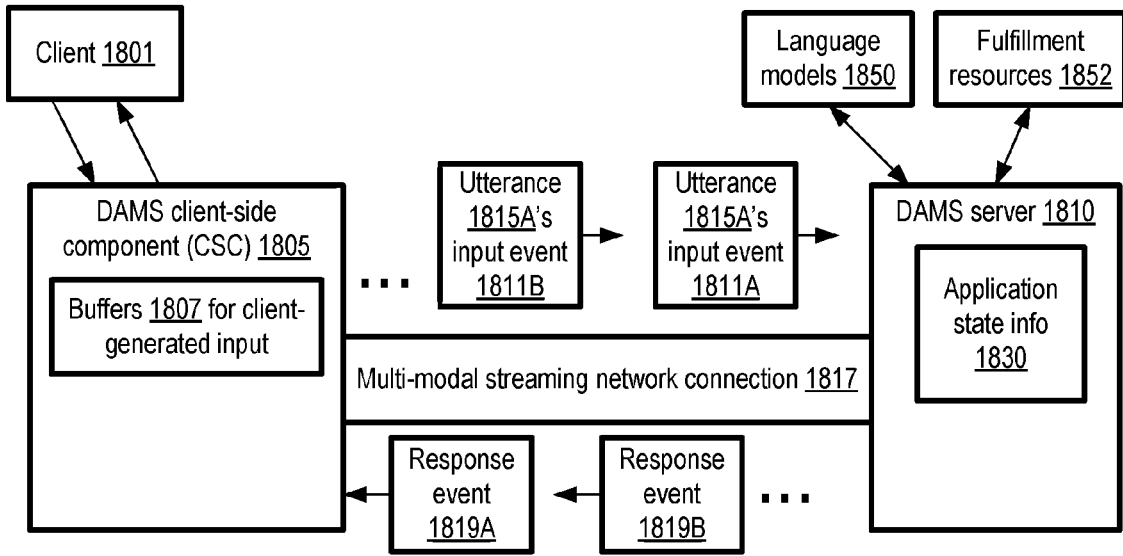 Client 1801
Language
models 1850
Fulfillment
resources 1852
DAMS client-side
component (CSC) 1805
Buffers 1807 for client-
generated input
...
Utterance
1815A's
input event
1811B
Utterance
1815A's
input event
1811A
DAMS server 1810
Application
state info
1830
Multi-modal streaming network connection 1817
Response
event
1819A
Response
event
1819B
...